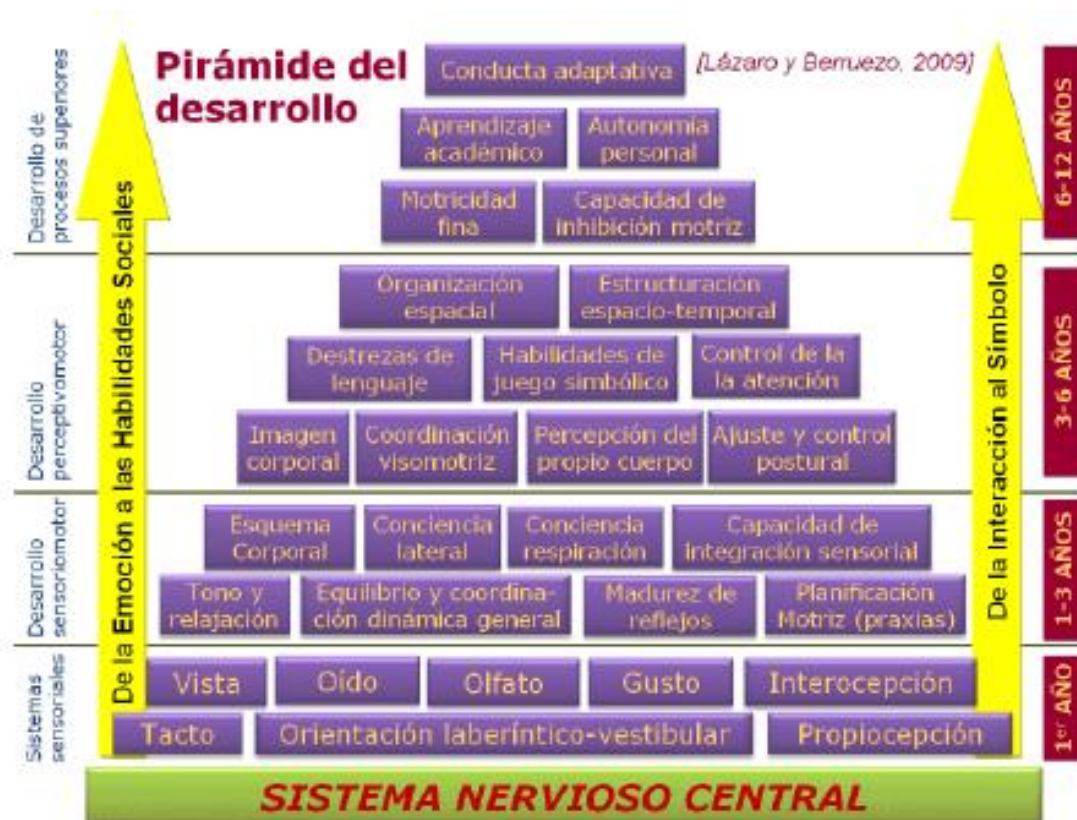 Pirámide del
desarrollo
[Lázaro y Berruezo, 2009]
Conducta adaptativa
Aprendizaje
académico
Autonomía
personal
Motricidad
fina
Capacidad de
inhibición motriz
Desarrollo de
procesos superiores
6-12 AÑOS
Organización
espacial
Estructuración
espacio-temporal
Destrezas de
lenguaje
Habilidades de
juego simbólico
Control de la
la atención
Imagen
corporal
Coordinación
visomotriz
Percepción del
propio cuerpo
Ajuste y control
postural
Desarrollo
perceptivomotor
3-6 AÑOS
Esquema
Corporal
Conciencia
lateral
Conciencia
respiración
Capacidad de
integración sensorial
Tono y
relajación
Equilibrio y coordina-
ción dinámica general
Madurez de
reflejos
Planificación
Motriz (praxias)
Desarrollo
sensoriomotor
1-3 AÑOS
Vista
Oído
Olfato
Gusto
Interocepción
Tacto
Orientación laberíntico-vestibular
Propiocepción
Sistemas
sensoriales
1er AÑO
De la Emoción a las Habilidades Sociales
De la Interacción al Símbolo
SISTEMA NERVIOSO CENTRAL